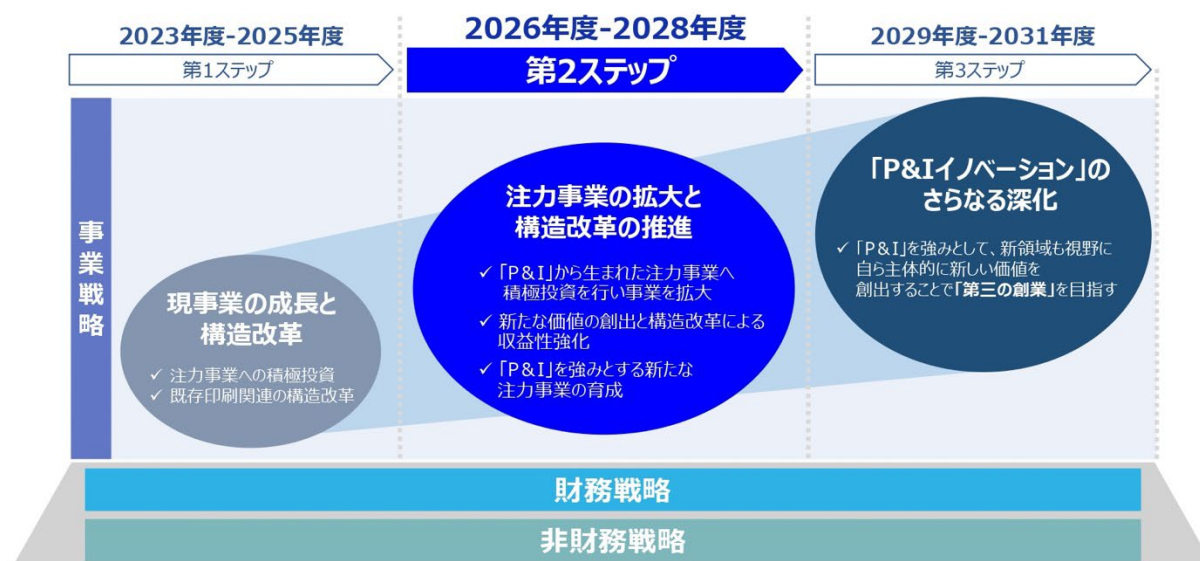 2023年度-2025年度
第1ステップ
2026年度-2028年度
第2ステップ
2029年度-2031年度
第3ステップ
事業戦略
現事業の成長と
構造改革
✓ 注力事業への積極投資
✓ 既存印刷関連の構造改革
注力事業の拡大と
構造改革の推進
✓ 「P&I」から生まれた注力事業へ
積極投資を行い事業を拡大
✓ 新たな価値の創出と構造改革による
収益性強化
✓ 「P&I」を強みとする新たな
注力事業の育成
「P&Iイノベーション」の
さらなる深化
✓ 「P&I」を強みとして、新領域も視野に
自ら主体的に新しい価値を
創出することで「第三の創業」を目指す
財務戦略
非財務戦略